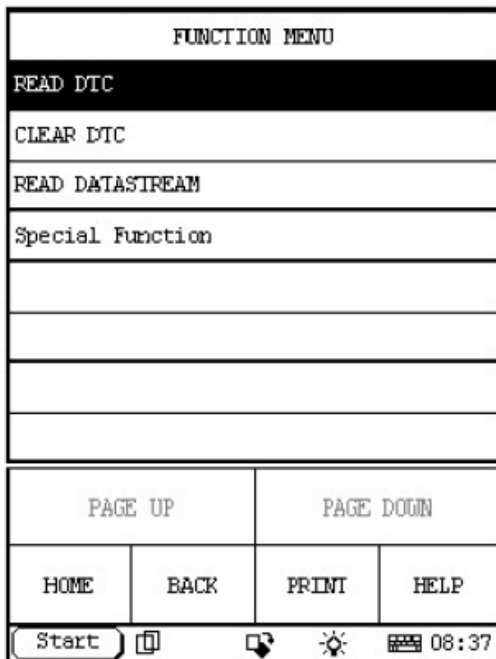 FUNCTION MENU
READ DTC
CLEAR DTC
READ DATASTREAM
Special Function
PAGE UP PAGE DOWN
HOME BACK PRINT HELP
Start 08:37